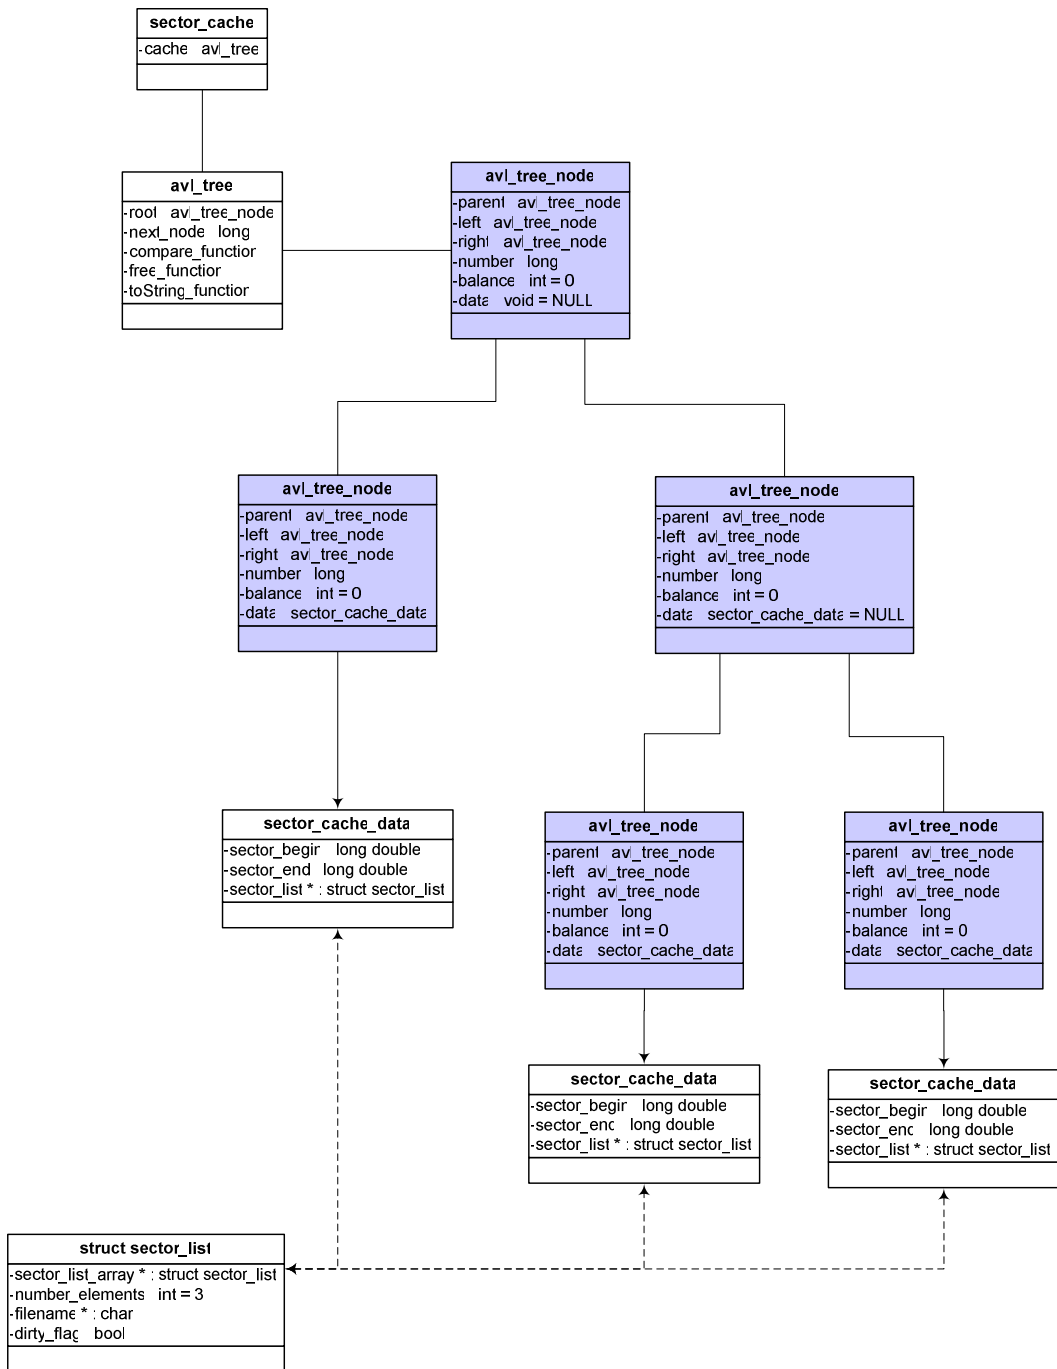 sector_cache
-cache avl_tree
avl_tree
-root avl_tree_node
-next_node long
-compare_function
-free_function
-toString_function
avl_tree_node
-parent avl_tree_node
-left avl_tree_node
-right avl_tree_node
-number long
-balance int = 0
-data void = NULL
avl_tree_node
-parent avl_tree_node
-left avl_tree_node
-right avl_tree_node
-number long
-balance int = 0
-data sector_cache_data
avl_tree_node
-parent avl_tree_node
-left avl_tree_node
-right avl_tree_node
-number long
-balance int = 0
-data sector_cache_data = NULL
sector_cache_data
-sector_begin long double
-sector_end long double
-sector_list * : struct sector_list
avl_tree_node
-parent avl_tree_node
-left avl_tree_node
-right avl_tree_node
-number long
-balance int = 0
-data sector_cache_data
avl_tree_node
-parent avl_tree_node
-left avl_tree_node
-right avl_tree_node
-number long
-balance int = 0
-data sector_cache_data
sector_cache_data
-sector_begin long double
-sector_end long double
-sector_list * : struct sector_list
sector_cache_data
-sector_begin long double
-sector_end long double
-sector_list * : struct sector_list
struct sector_list
-sector_list_array * : struct sector_list
-number_elements int = 3
-filename * : char
-dirty_flag bool